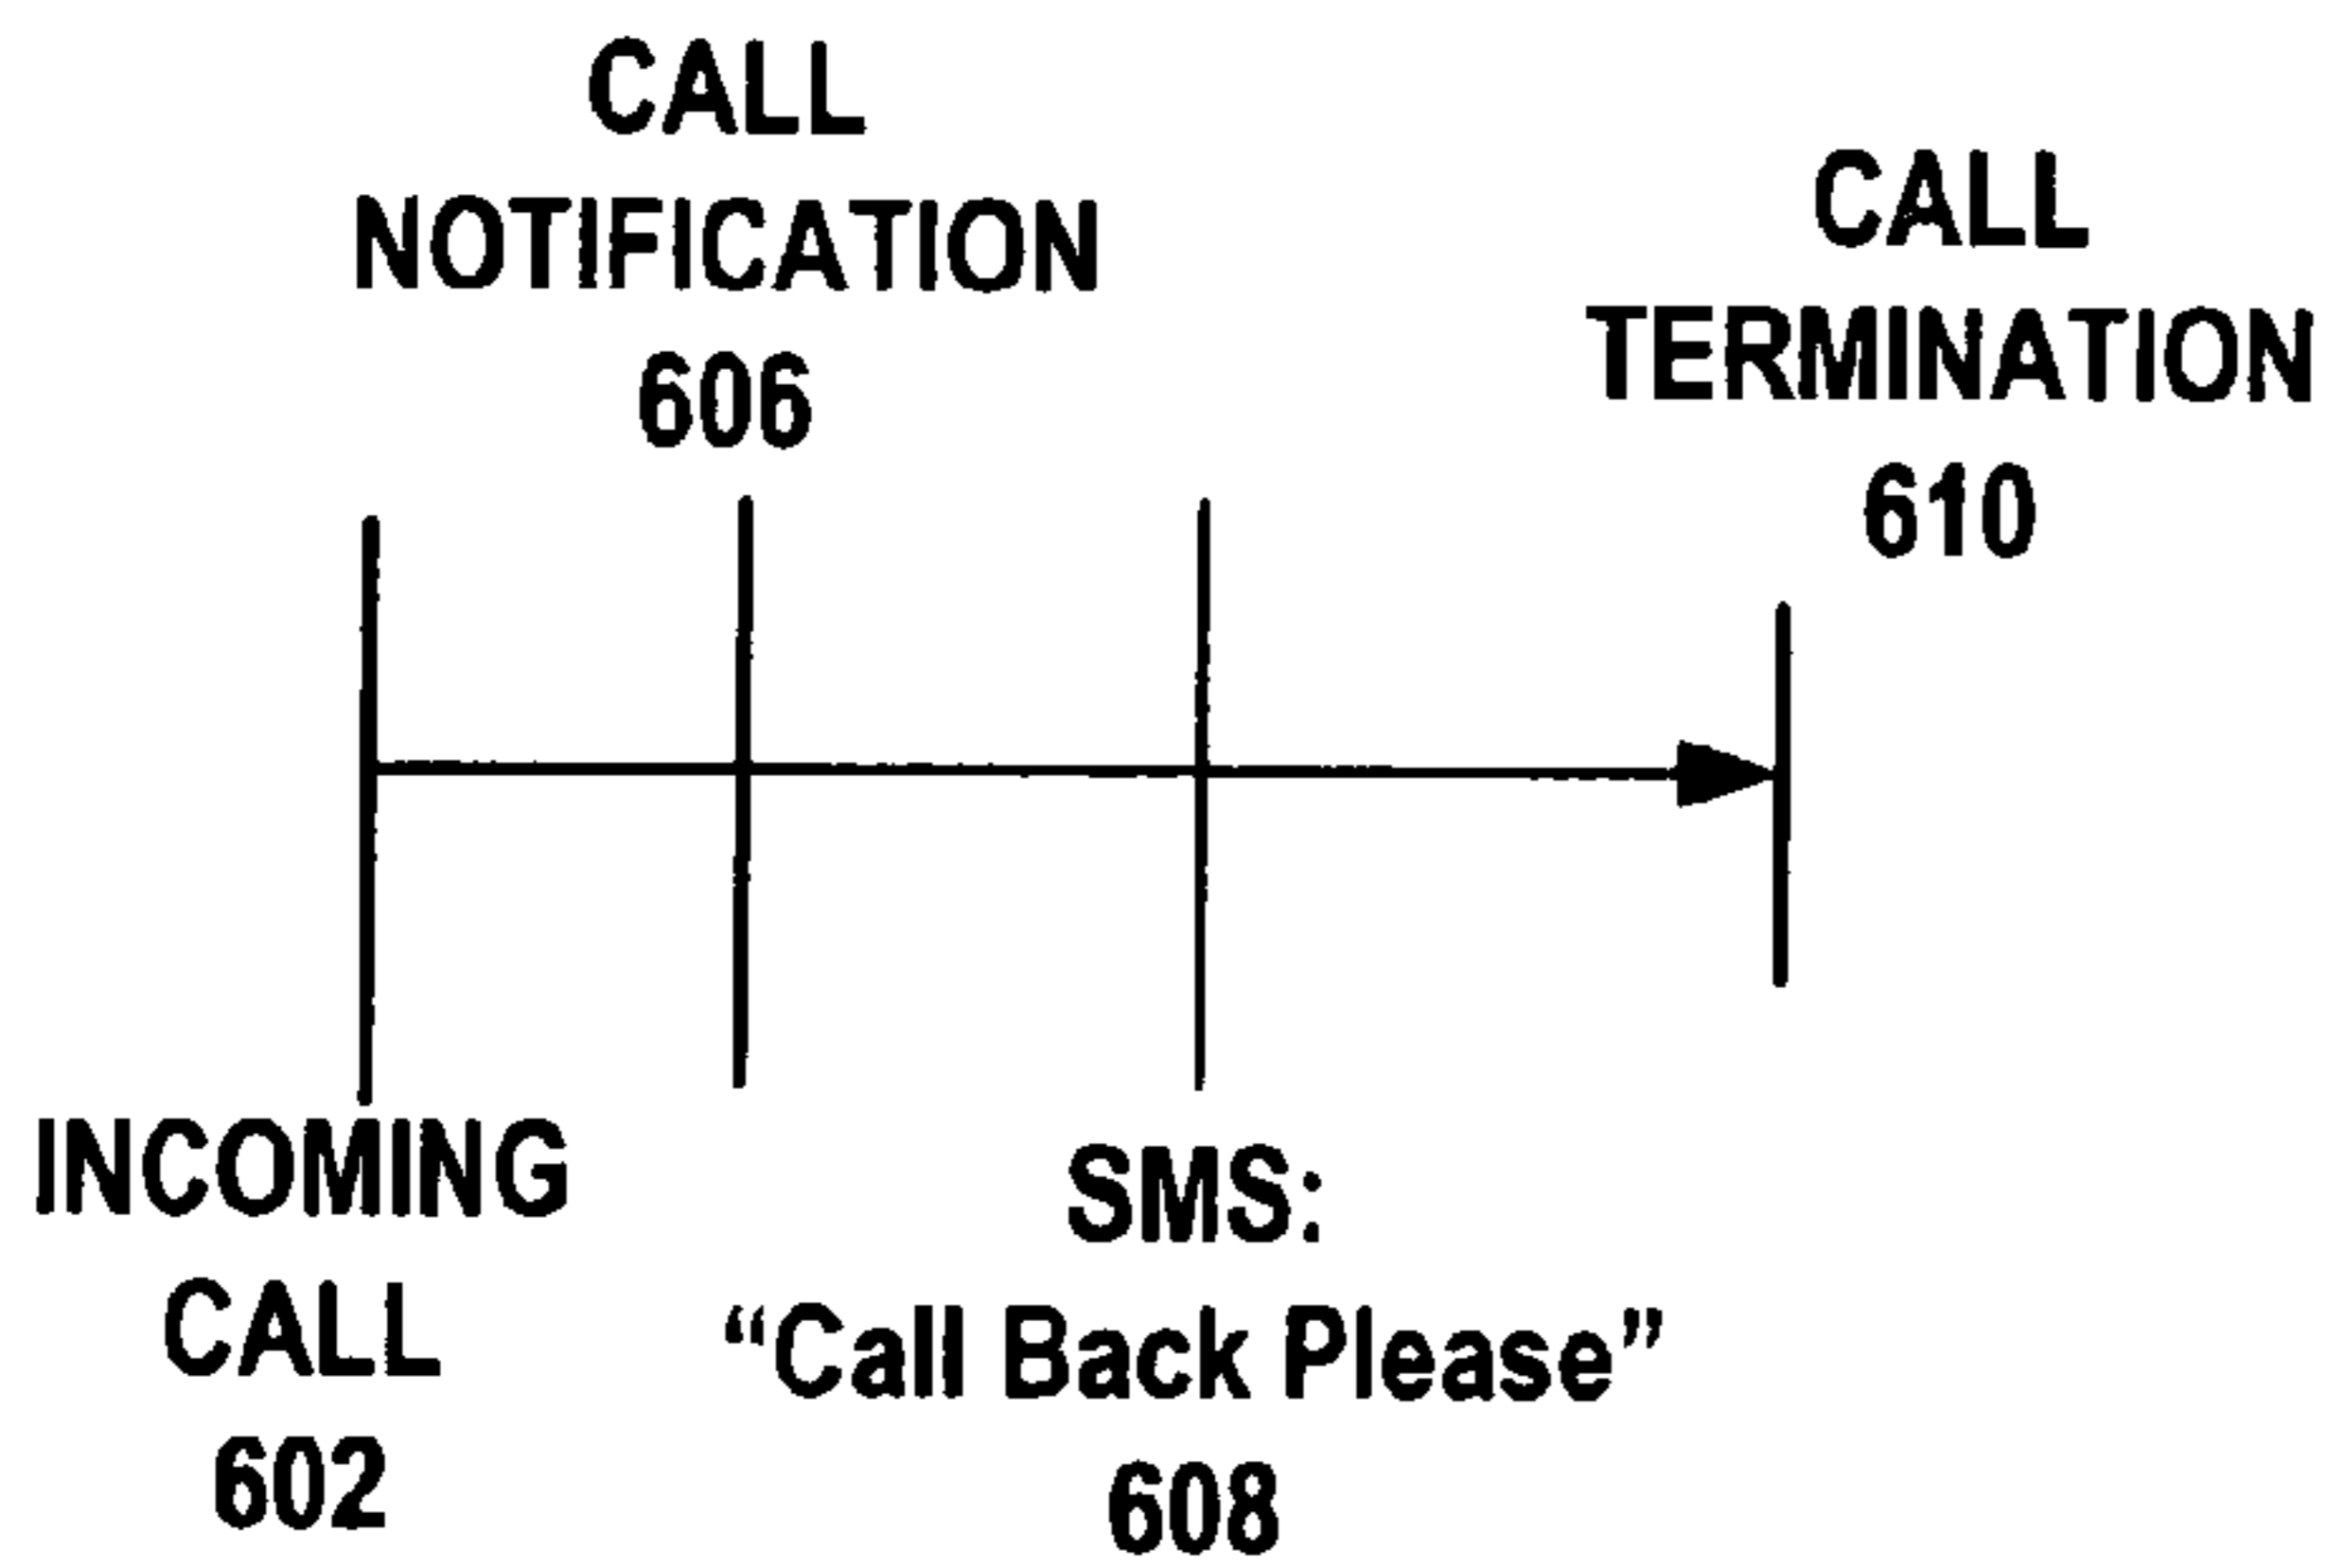 CALL
NOTIFICATION
606
CALL
TERMINATION
610
INCOMING
CALL
602
SMS:
“Call Back Please”
608